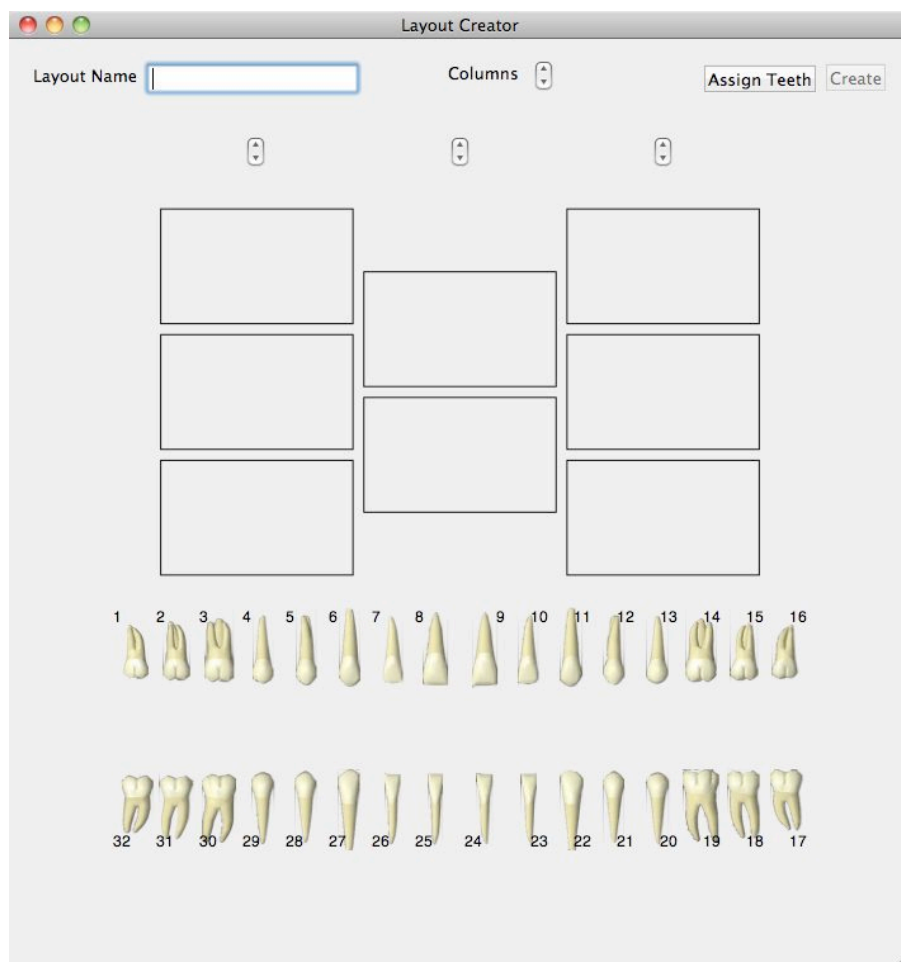 Layout Creator
Layout Name Columns Assign Teeth Create
1 2 3 4 5 6 7 8 9 10 11 12 13 14 15 16
32 31 30 29 28 27 26 25 24 23 22 21 20 19 18 17